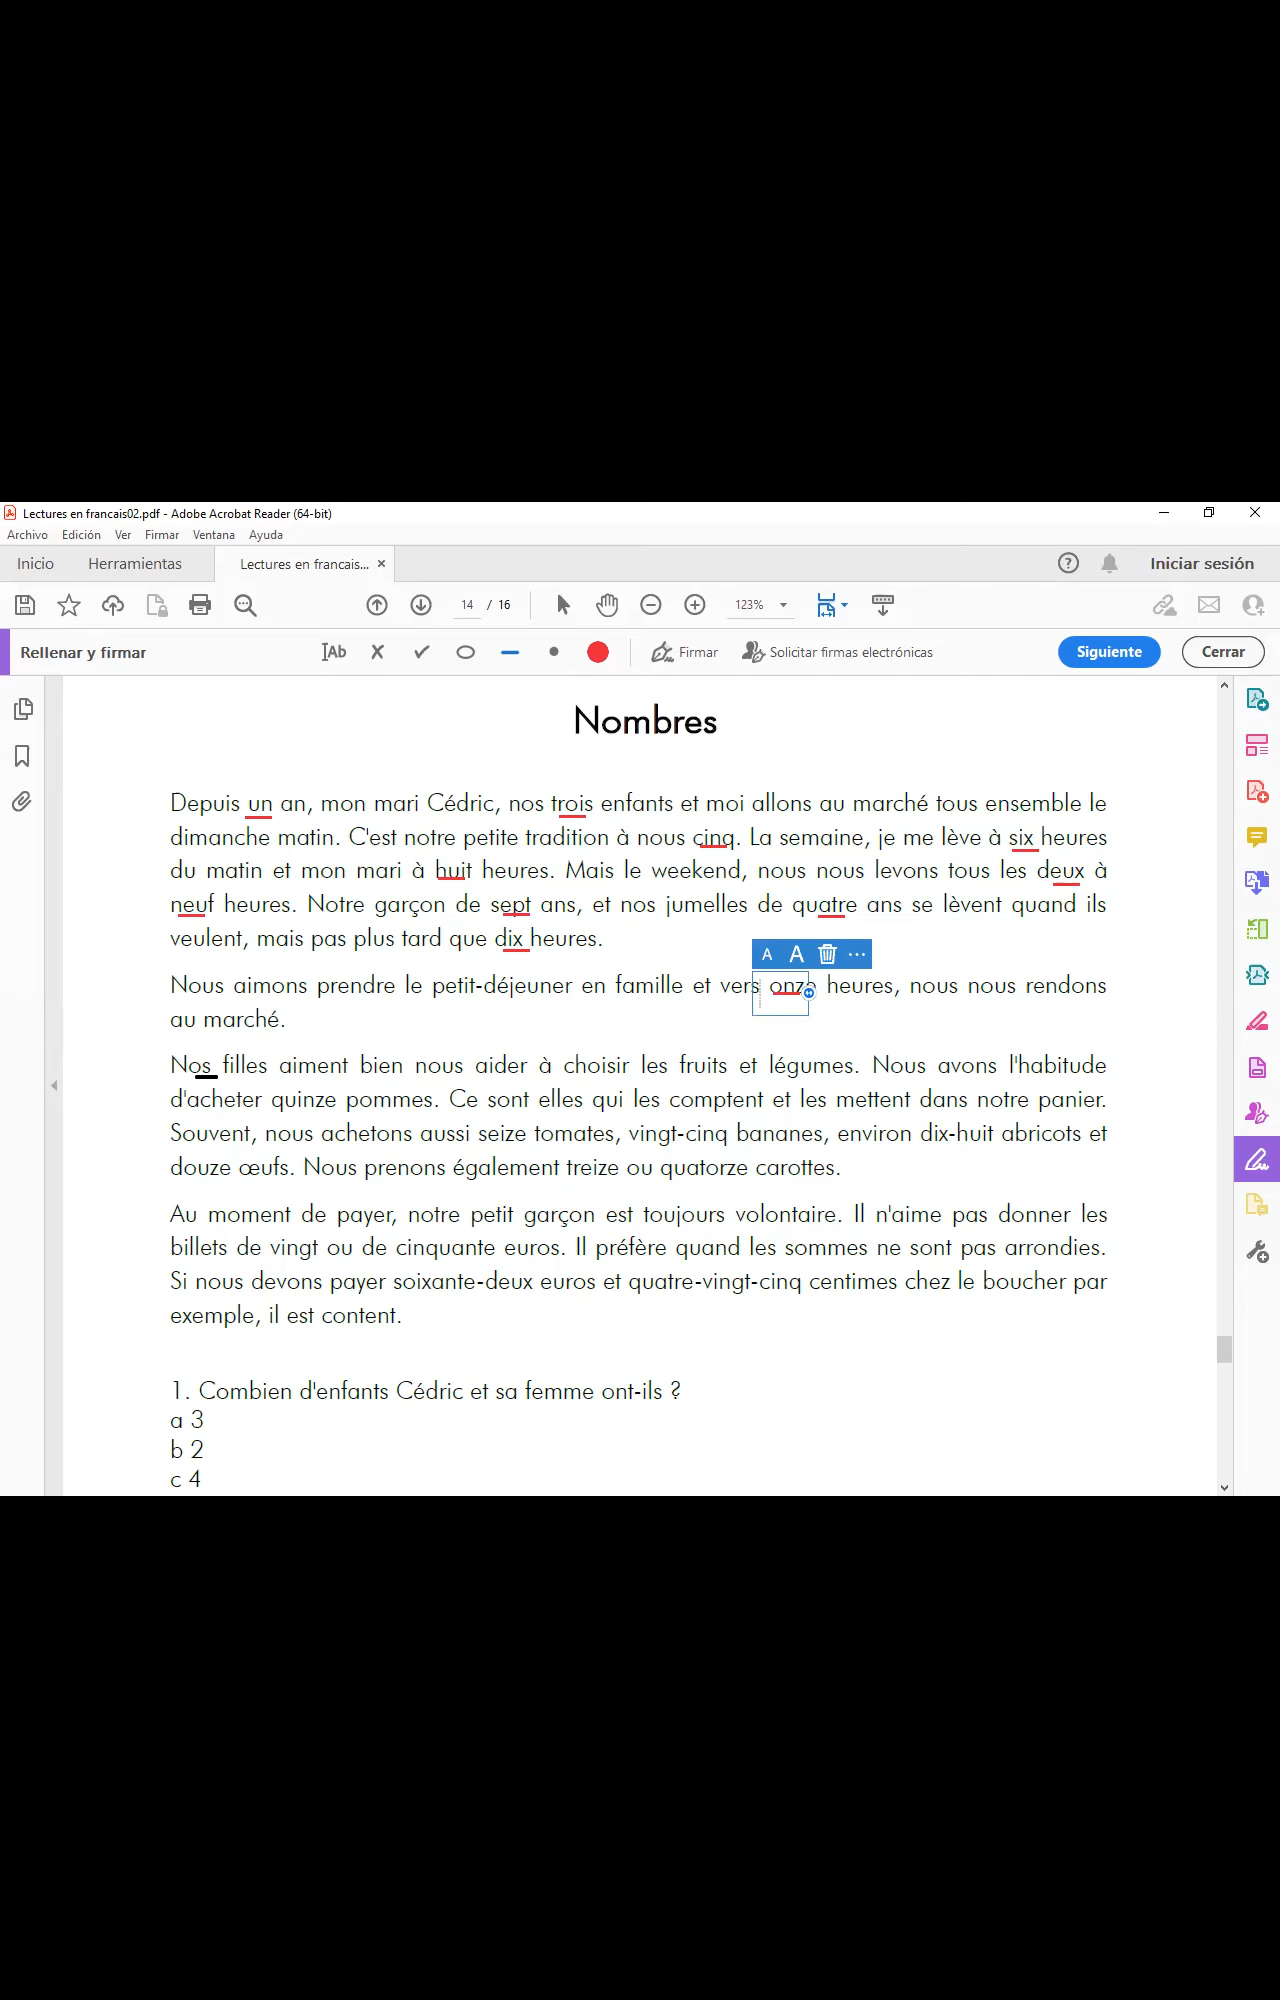 Lectures en francais02.pdf - Adobe Acrobat Reader (64-bit)
Archivo Edición Ver Firmar Ventana Ayuda
Inicio Herramientas Lectures en francais... × Iniciar sesión
14 / 16 123%
Rellenar y firmar Ab Firmar Solicitar firmas electrónicas Siguiente Cerrar
Nombres
Depuis un an, mon mari Cédric, nos trois enfants et moi allons au marché tous ensemble le
dimanche matin. C'est notre petite tradition à nous cinq. La semaine, je me lève à six heures
du matin et mon mari à huit heures. Mais le weekend, nous nous levons tous les deux à
neuf heures. Notre garçon de sept ans, et nos jumelles de quatre ans se lèvent quand ils
veulent, mais pas plus tard que dix heures.
A A ...
Nous aimons prendre le petit-déjeuner en famille et vers onze heures, nous nous rendons
au marché.
Nos filles aiment bien nous aider à choisir les fruits et légumes. Nous avons l'habitude
d'acheter quinze pommes. Ce sont elles qui les comptent et les mettent dans notre panier.
Souvent, nous achetons aussi seize tomates, vingt-cinq bananes, environ dix-huit abricots et
douze œufs. Nous prenons également treize ou quatorze carottes.
Au moment de payer, notre petit garçon est toujours volontaire. Il n'aime pas donner les
billets de vingt ou de cinquante euros. Il préfère quand les sommes ne sont pas arrondies.
Si nous devons payer soixante-deux euros et quatre-vingt-cinq centimes chez le boucher par
exemple, il est content.
1. Combien d'enfants Cédric et sa femme ont-ils ?
a 3
b 2
c 4